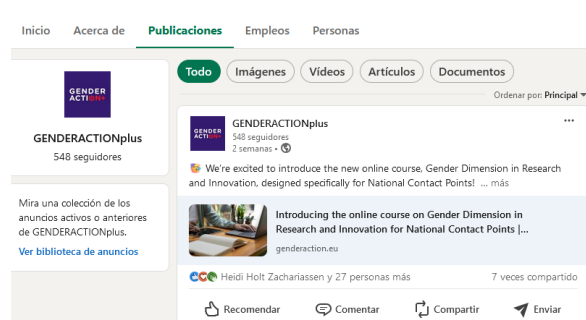 Inicio Acerca de Publicaciones Empleos Personas
GENDER
ACTION+
GENDERACTIONplus
548 seguidores
Mira una colección de los
anuncios activos o anteriores
de GENDERACTIONplus.
Ver biblioteca de anuncios
Todo Imágenes Vídeos Artículos Documentos
Ordenar por: Principal
GENDER
ACTION+
GENDERACTIONplus
548 seguidores
2 semanas •
We're excited to introduce the new online course, Gender Dimension in Research
and Innovation, designed specifically for National Contact Points! ... más
Introducing the online course on Gender Dimension in
Research and Innovation for National Contact Points |...
genderaction.eu
Heidi Holt Zachariassen y 27 personas más 7 veces compartido
Recomendar Comentar Compartir Enviar